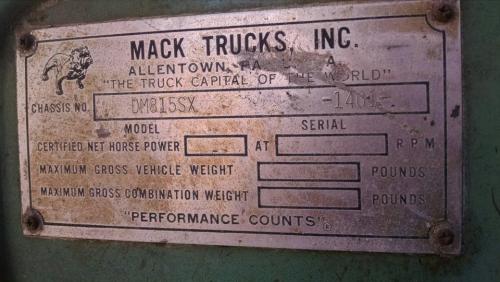 MACK TRUCKS, INC.
ALLENTOWN, PA A
"THE TRUCK CAPITAL OF THE WORLD"
CHASSIS NO. DM815SX -1401-
MODEL SERIAL
CERTIFIED NET HORSE POWER AT RPM
MAXIMUM GROSS VEHICLE WEIGHT POUNDS
MAXIMUM GROSS COMBINATION WEIGHT POUNDS
"PERFORMANCE COUNTS"®